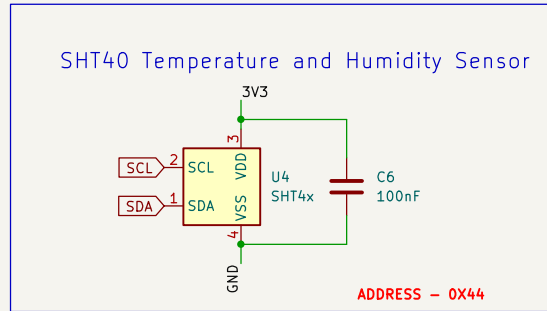 SHT40 Temperature and Humidity Sensor
3V3
3
VDD
SCL
2
SCL
U4
C6
SDA
1
SDA
SHT4x
100nF
VSS
4
GND
ADDRESS - 0X44